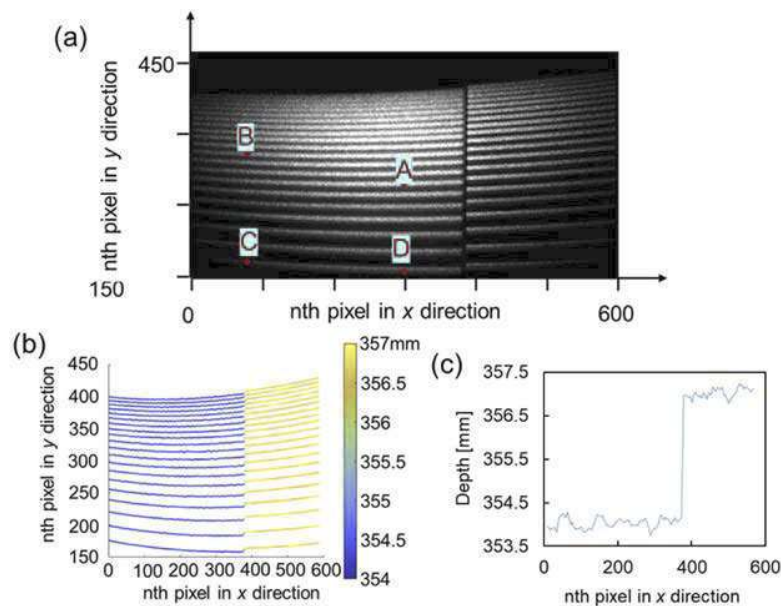 (a)
450
nth pixel in y direction
B
A
C
D
150
0
nth pixel in x direction
600
(b)
450
400
350
300
250
200
150
nth pixel in y direction
0 100 200 300 400 500 600
nth pixel in x direction
357mm
356.5
356
355.5
355
354.5
354
(c)
357.5
356.5
355.5
354.5
353.5
Depth [mm]
0 200 400 600
nth pixel in x direction